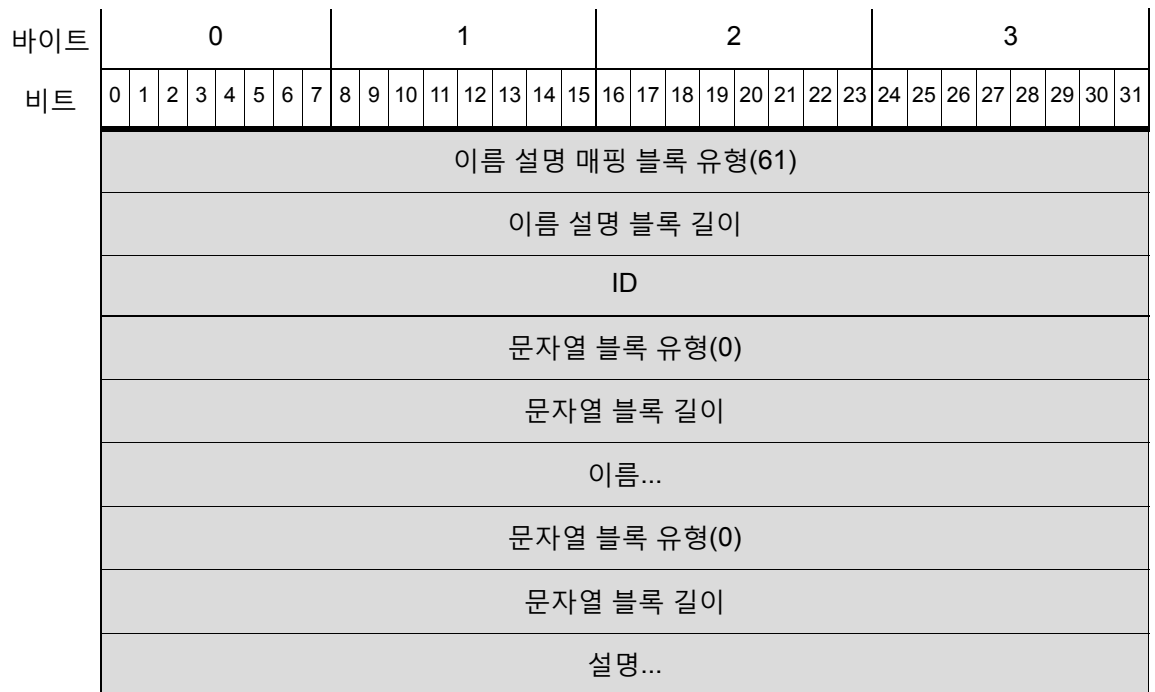 바이트 0 1 2 3
비트 0 1 2 3 4 5 6 7 8 9 10 11 12 13 14 15 16 17 18 19 20 21 22 23 24 25 26 27 28 29 30 31
이름 설명 매핑 블록 유형(61)
이름 설명 블록 길이
ID
문자열 블록 유형(0)
문자열 블록 길이
이름...
문자열 블록 유형(0)
문자열 블록 길이
설명...